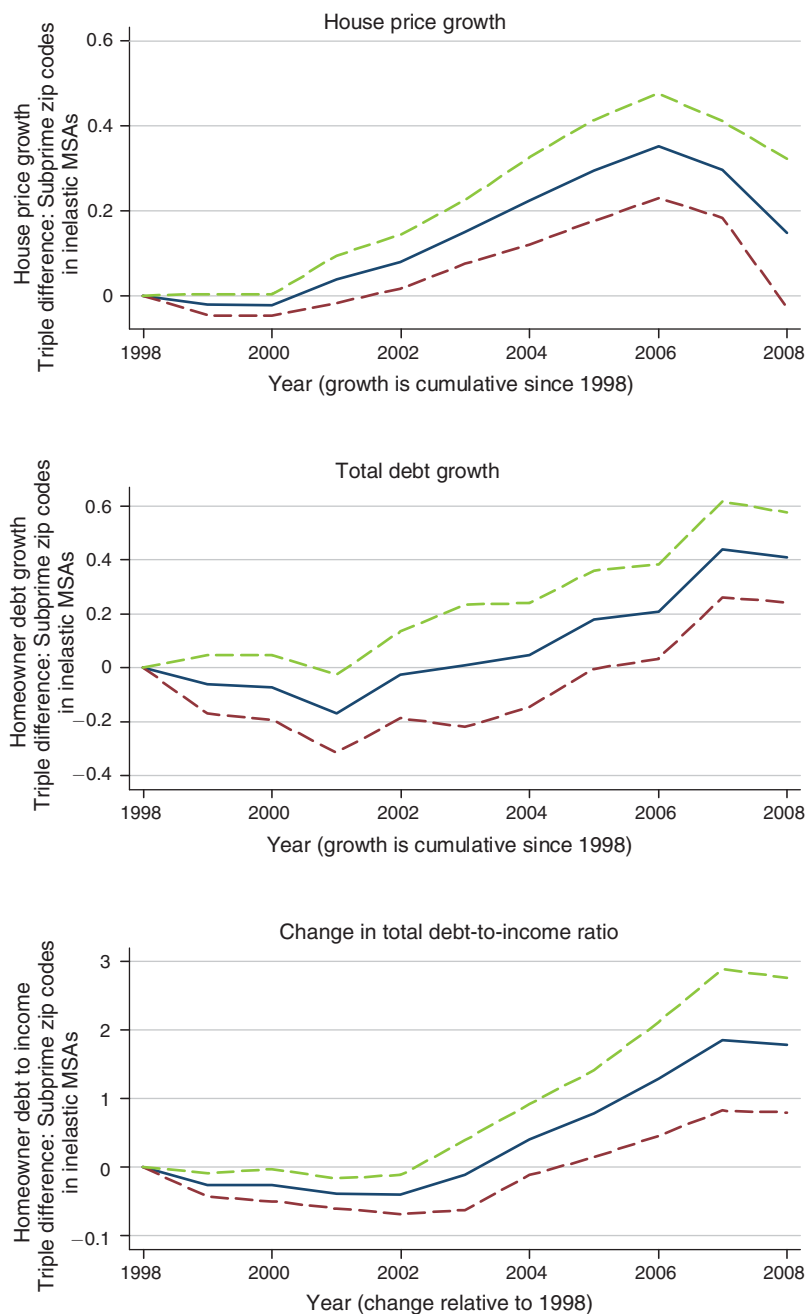 House price growth
House price growth
Triple difference: Subprime zip codes
in inelastic MSAs
0.6
0.4
0.2
0
1998 2000 2002 2004 2006 2008
Year (growth is cumulative since 1998)
Total debt growth
Homeowner debt growth
Triple difference: Subprime zip codes
in inelastic MSAs
0.6
0.4
0.2
0
−0.2
−0.4
1998 2000 2002 2004 2006 2008
Year (growth is cumulative since 1998)
Change in total debt-to-income ratio
Homeowner debt to income
Triple difference: Subprime zip codes
in inelastic MSAs
3
2
1
0
−0.1
1998 2000 2002 2004 2006 2008
Year (change relative to 1998)